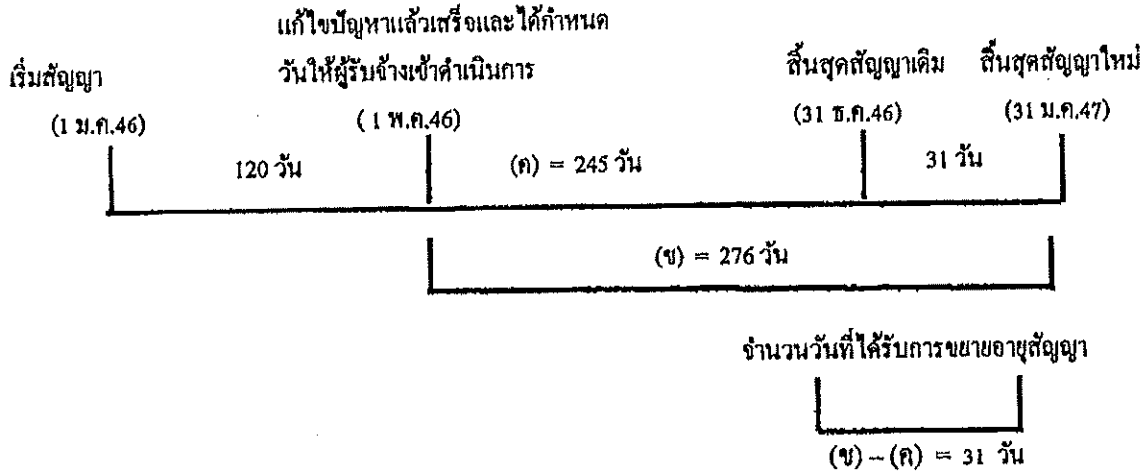 แก้ไขปัญหาแล้วเสร็จและได้กำหนด
วันให้ผู้รับจ้างเข้าดำเนินการ
เริ่มสัญญา
สิ้นสุดสัญญาเดิม
สิ้นสุดสัญญาใหม่
(1 ม.ค.46)
( 1 พ.ค.46)
(31 ธ.ค.46)
(31 ม.ค.47)
120 วัน
(ค) = 245 วัน
31 วัน
(ข) = 276 วัน
จำนวนวันที่ได้รับการขยายอายุสัญญา
(ข) – (ค) = 31 วัน